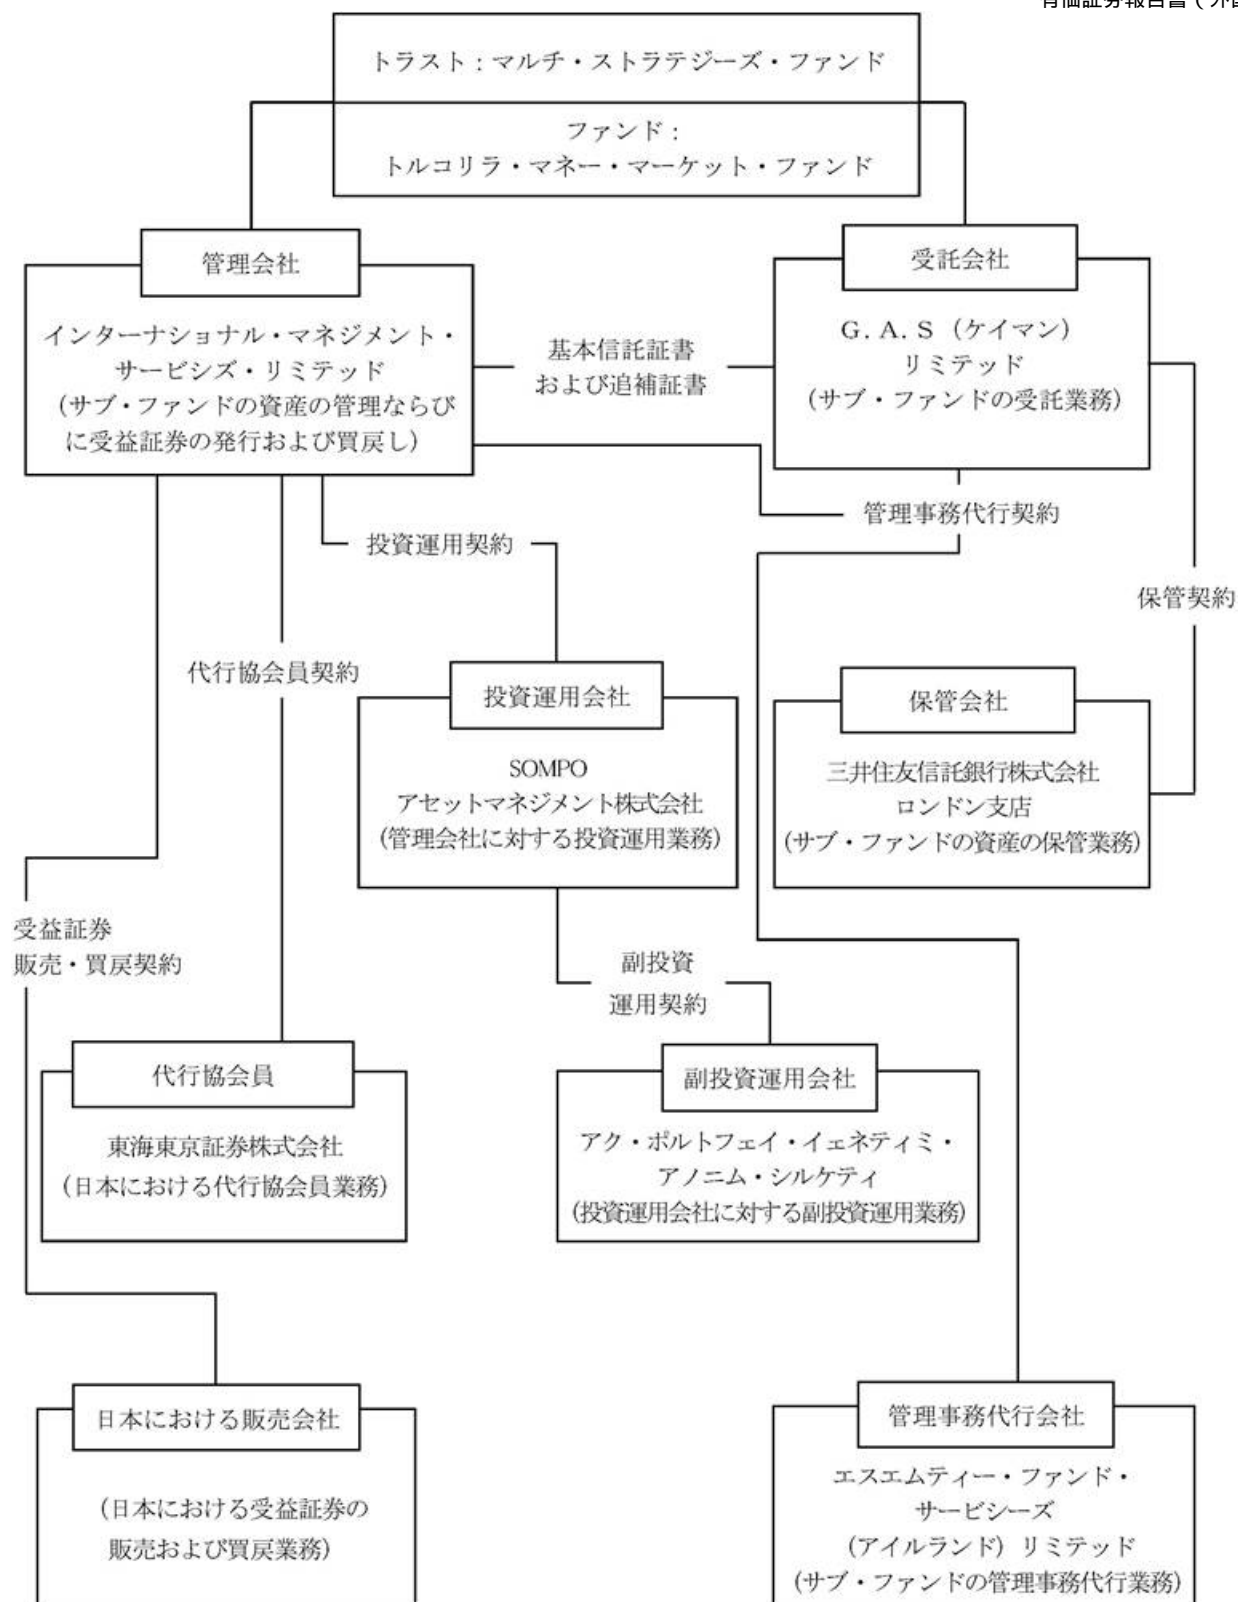 有価証券報告書（外国
トラスト：マルチ・ストラテジーズ・ファンド
ファンド：
トルコリラ・マネー・マーケット・ファンド
管理会社
インターナショナル・マネジメント・
サービシズ・リミテッド
（サブ・ファンドの資産の管理ならび
に受益証券の発行および買戻し）
基本信託証書
および追補証書
受託会社
G. A. S （ケイマン）
リミテッド
（サブ・ファンドの受託業務）
管理事務代行契約
投資運用契約
保管契約
代行協会員契約
投資運用会社
SOMPO
アセットマネジメント株式会社
（管理会社に対する投資運用業務）
保管会社
三井住友信託銀行株式会社
ロンドン支店
（サブ・ファンドの資産の保管業務）
受益証券
販売・買戻契約
副投資
運用契約
代行協会員
東海東京証券株式会社
（日本における代行協会員業務）
副投資運用会社
アク・ポルトフェイ・イェネティミ・
アノニム・シルケティ
（投資運用会社に対する副投資運用業務）
日本における販売会社
（日本における受益証券の
販売および買戻業務）
管理事務代行会社
エスエムティー・ファンド・
サービシーズ
（アイルランド）リミテッド
（サブ・ファンドの管理事務代行業務）